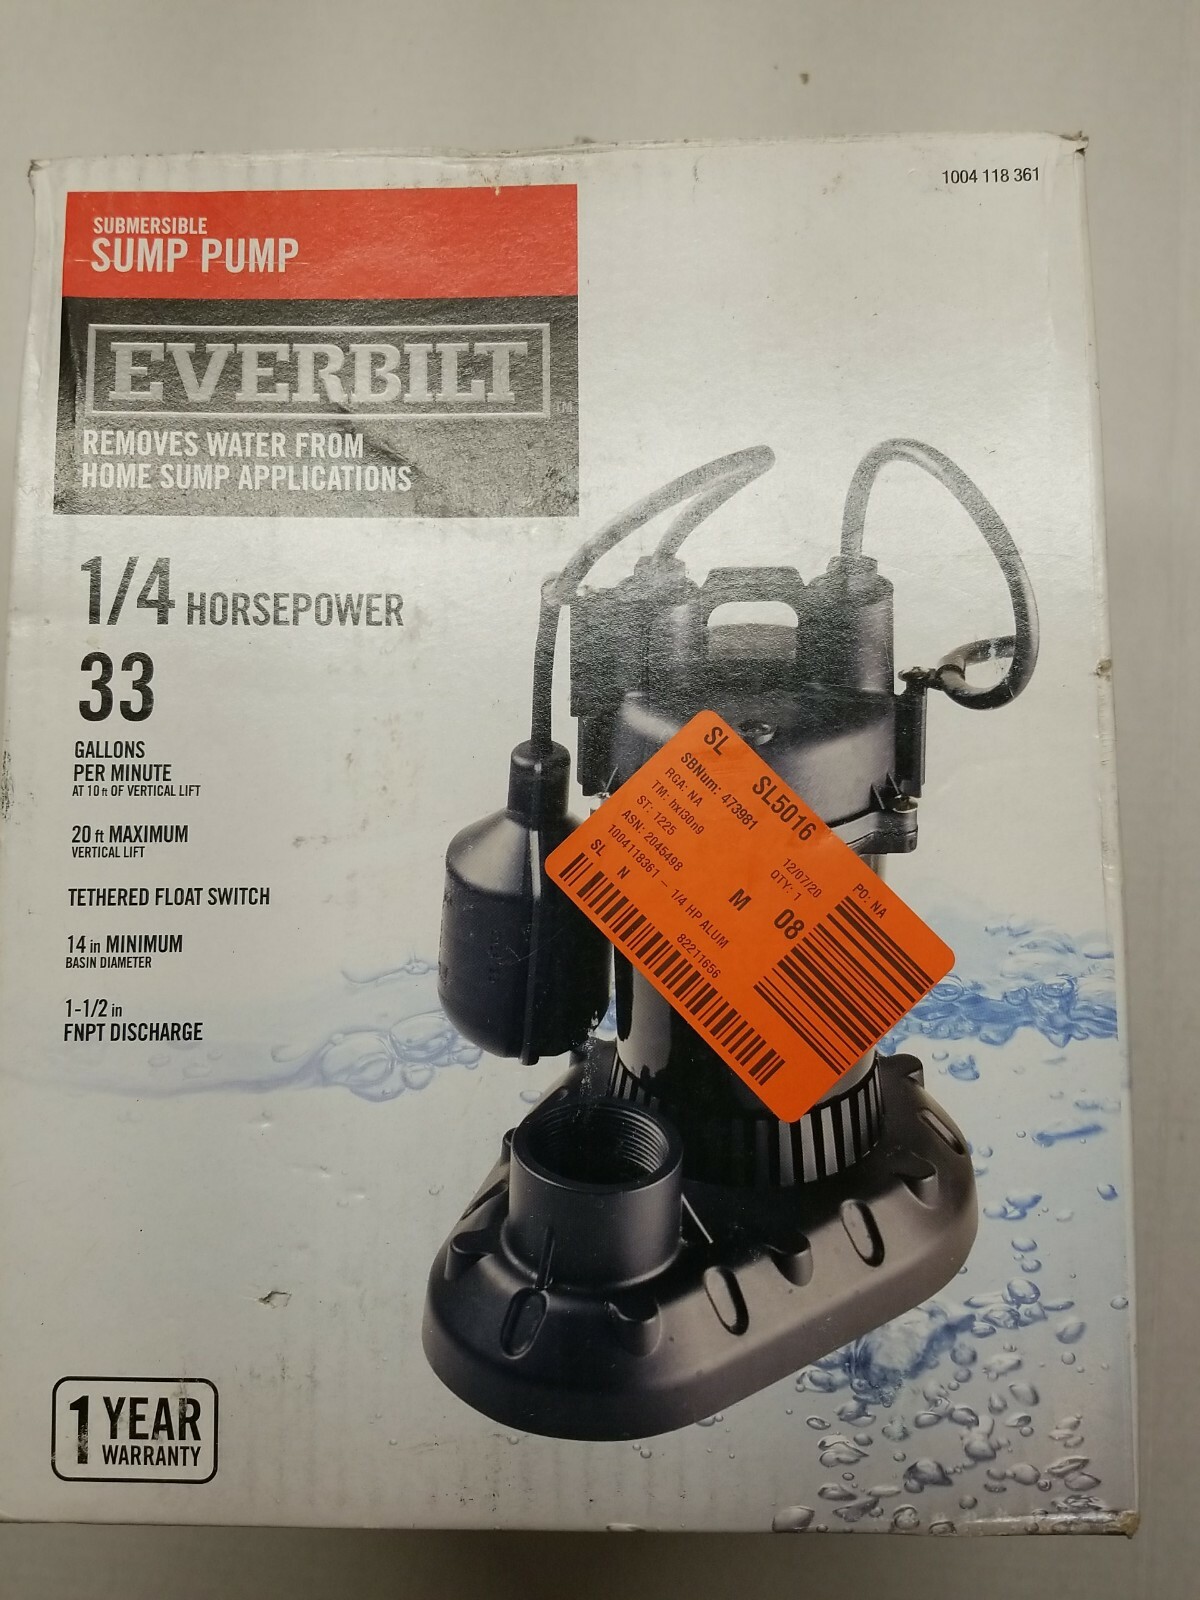 1004 118 361
SUBMERSIBLE
SUMP PUMP
EVERBILT
TM
REMOVES WATER FROM
HOME SUMP APPLICATIONS
1/4 HORSEPOWER
33
GALLONS
PER MINUTE
AT 10 ft OF VERTICAL LIFT
20 ft MAXIMUM
VERTICAL LIFT
TETHERED FLOAT SWITCH
14 in MINIMUM
BASIN DIAMETER
1-1/2 in
FNPT DISCHARGE
SL SL5016
SBNum: 473981
RGA: NA
TM: hxl30n9
ST: 1225
ASN: 2045498
1004118361 - 1/4 HP ALUM
SL N
12/07/20
QTY: 1
PO: NA
M 08
82211656
1 YEAR
WARRANTY